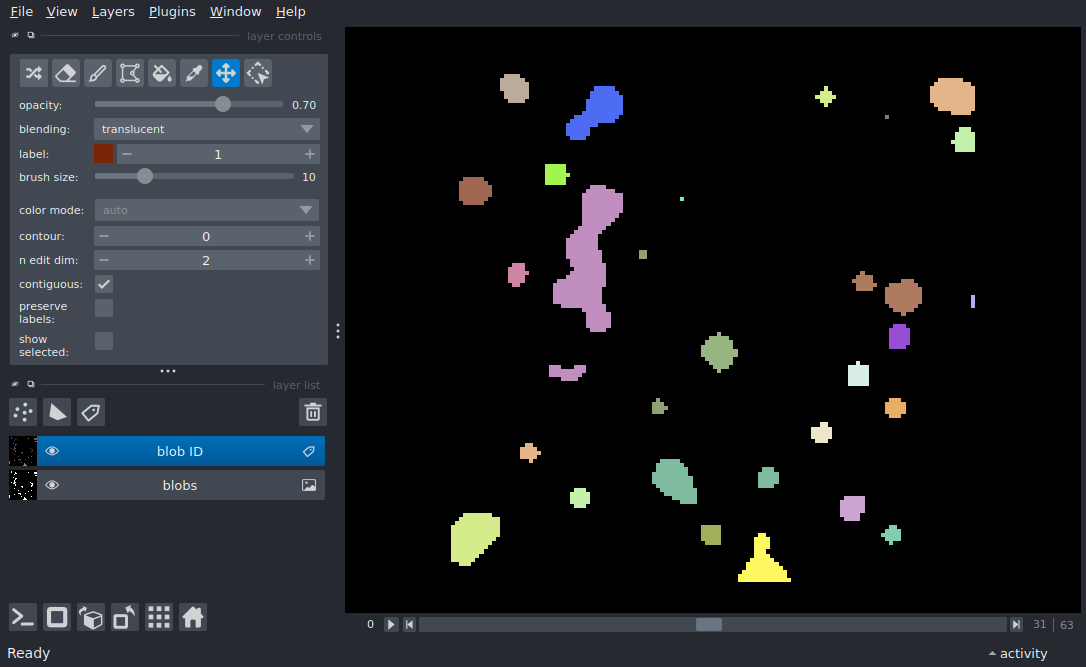 File View Layers Plugins Window Help
layer controls
opacity: 0.70
blending: translucent
label: 1
brush size: 10
color mode: auto
contour: 0
n edit dim: 2
contiguous:
preserve
labels:
show
selected:
layer list
blob ID
blobs
0 31 | 63
Ready activity